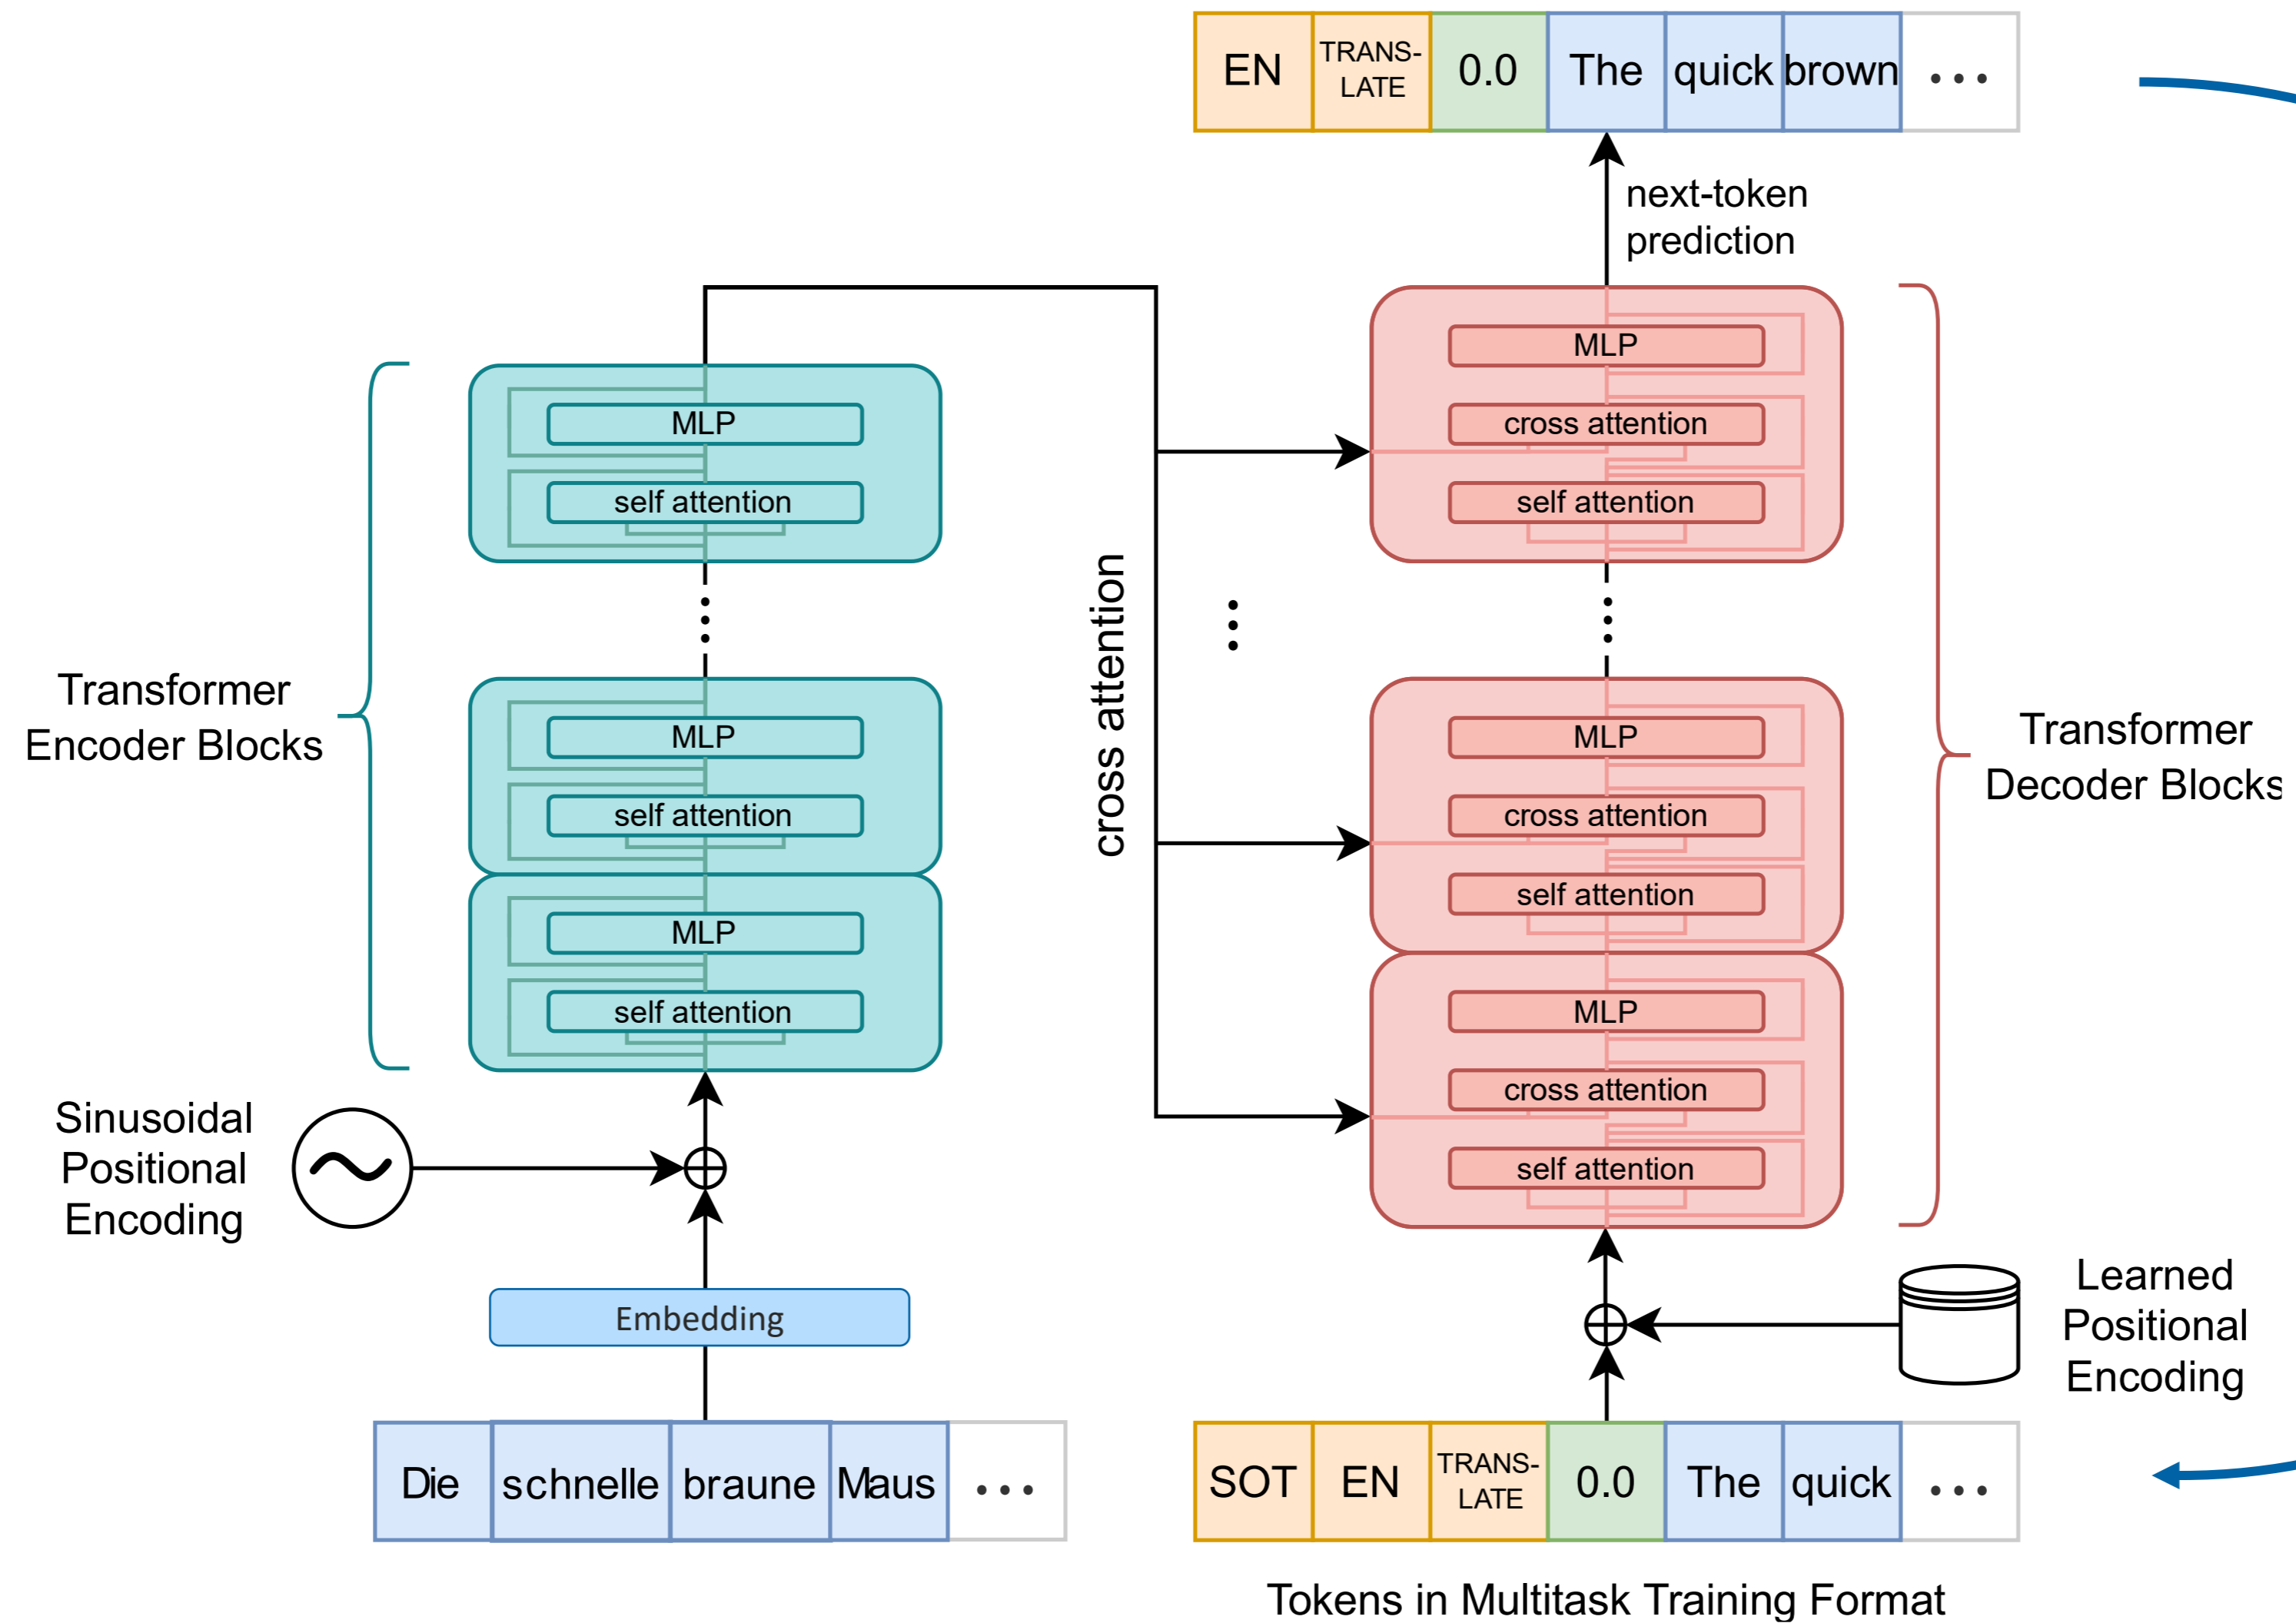 EN TRANS-LATE 0.0 The quick brown ...
next-token
prediction
MLP
cross attention
self attention
MLP
self attention
cross attention
Transformer
Encoder Blocks
MLP
self attention
MLP
self attention
MLP
cross attention
self attention
MLP
cross attention
self attention
Transformer
Decoder Blocks
Sinusoidal
Positional
Encoding
Embedding
Learned
Positional
Encoding
Die schnelle braune Maus ...
SOT EN TRANS-LATE 0.0 The quick ...
Tokens in Multitask Training Format